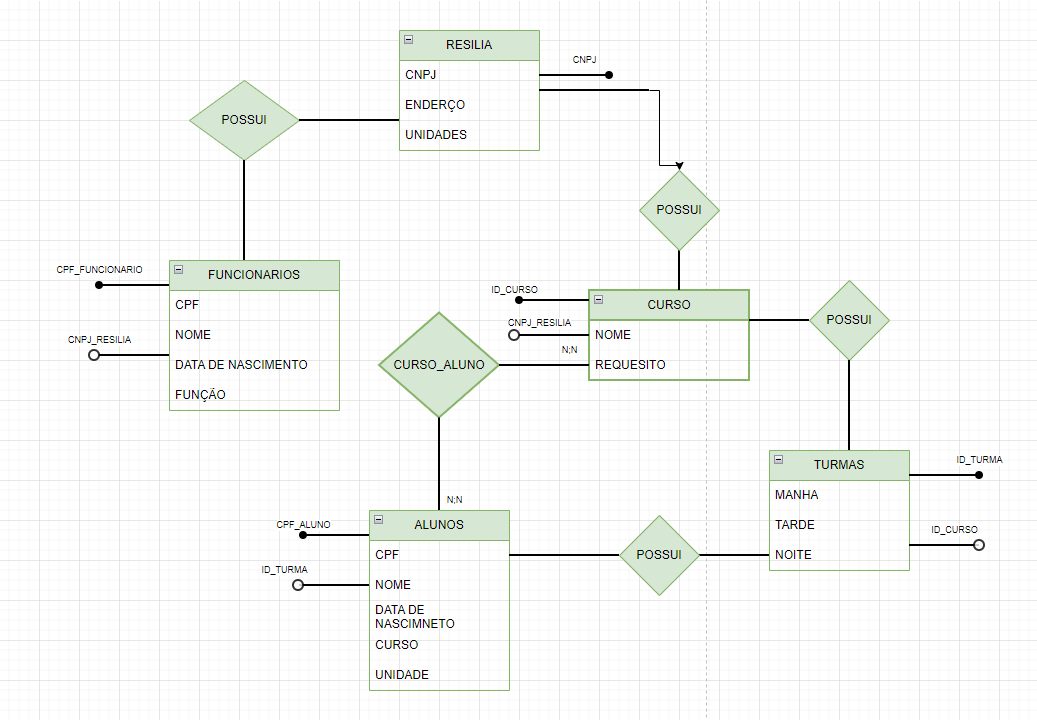 RESILIA
CNPJ
ENDERÇO
UNIDADES
CNPJ
POSSUI
POSSUI
FUNCIONARIOS
CPF
NOME
DATA DE NASCIMENTO
FUNÇÃO
CPF_FUNCIONARIO
CNPJ_RESILIA
CURSO
NOME
REQUESITO
ID_CURSO
CNPJ_RESILIA
N;N
CURSO_ALUNO
N;N
POSSUI
TURMAS
MANHA
TARDE
NOITE
ID_TURMA
ID_CURSO
ALUNOS
CPF
NOME
DATA DE
NASCIMNETO
CURSO
UNIDADE
CPF_ALUNO
ID_TURMA
POSSUI